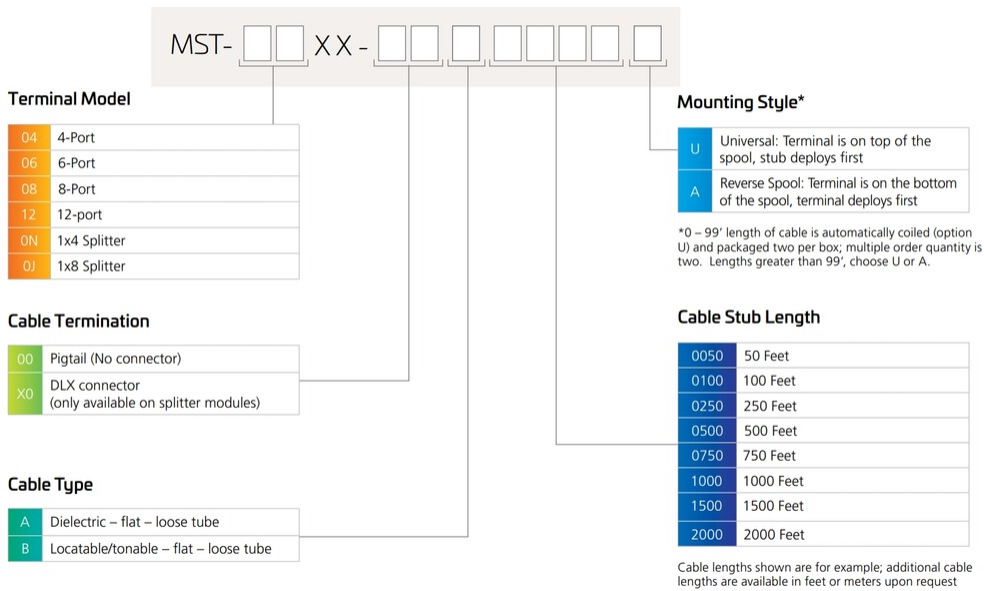 MST- XX -
Terminal Model
04 4-Port
06 6-Port
08 8-Port
12 12-port
0N 1x4 Splitter
0J 1x8 Splitter
Cable Termination
00 Pigtail (No connector)
X0 DLX connector
(only available on splitter modules)
Cable Type
A Dielectric – flat – loose tube
B Locatable/tonable – flat – loose tube
Mounting Style*
U Universal: Terminal is on top of the
spool, stub deploys first
A Reverse Spool: Terminal is on the bottom
of the spool, terminal deploys first
*0 – 99’ length of cable is automatically coiled (option
U) and packaged two per box; multiple order quantity is
two. Lengths greater than 99’, choose U or A.
Cable Stub Length
0050 50 Feet
0100 100 Feet
0250 250 Feet
0500 500 Feet
0750 750 Feet
1000 1000 Feet
1500 1500 Feet
2000 2000 Feet
Cable lengths shown are for example; additional cable
lengths are available in feet or meters upon request